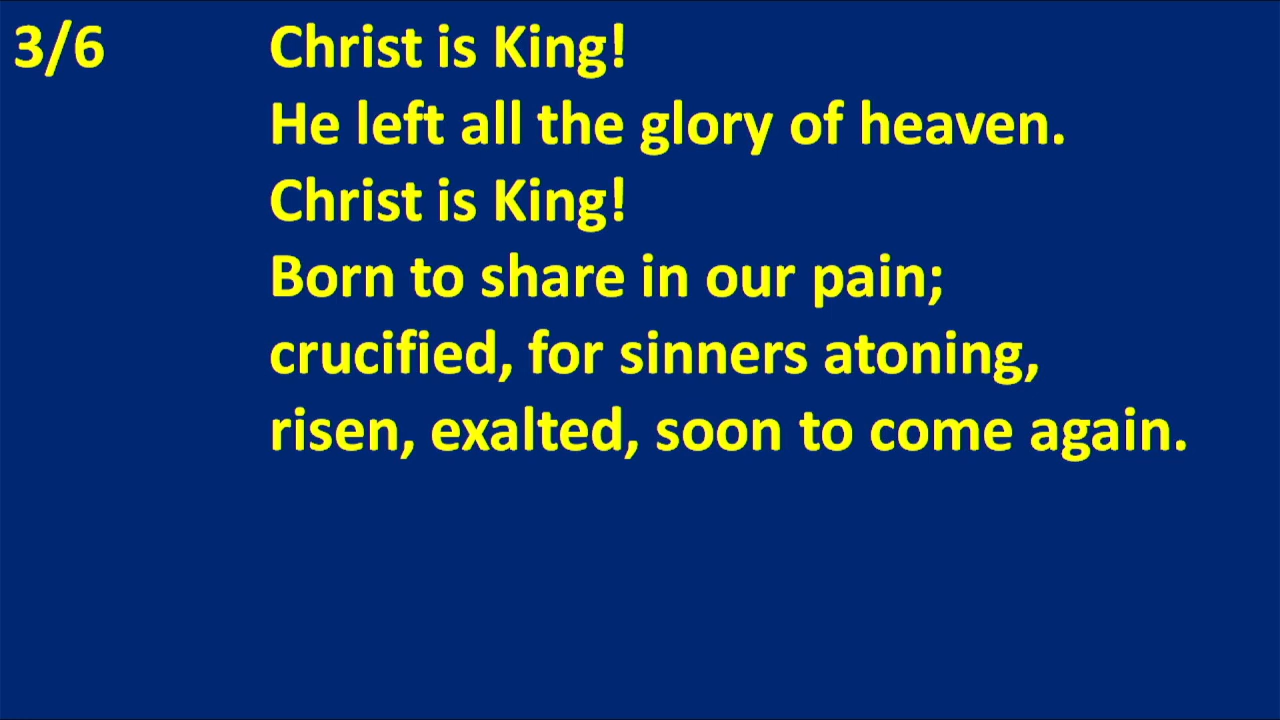 3/6 Christ is King!
He left all the glory of heaven.
Christ is King!
Born to share in our pain;
crucified, for sinners atoning,
risen, exalted, soon to come again.